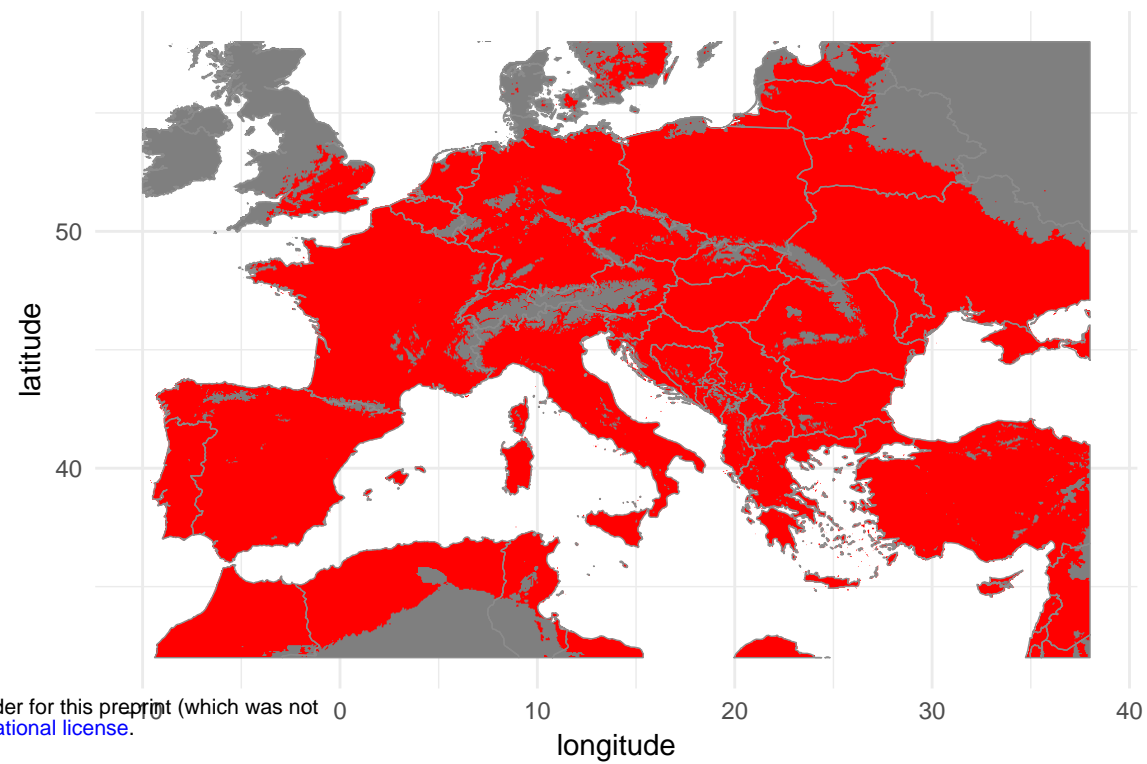 50
40
latitude
der for this preprint (which was not
ational license.
-10 0 10 20 30 40
longitude